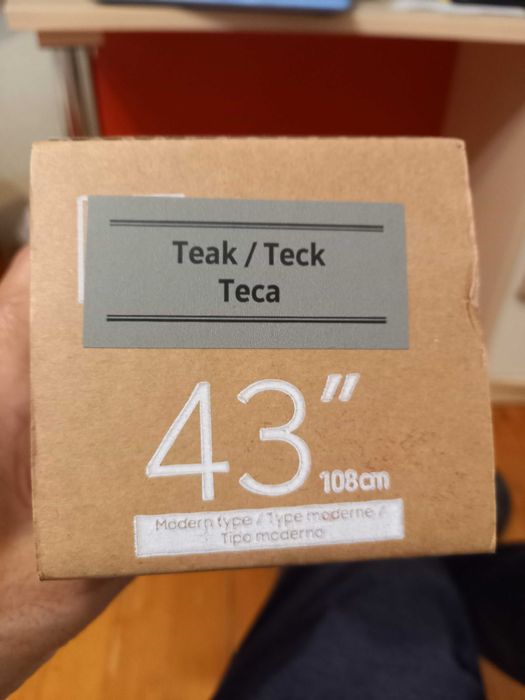 Teak / Teck
Teca
43"
108cm
Modern type / Type moderne /
Tipo moderno